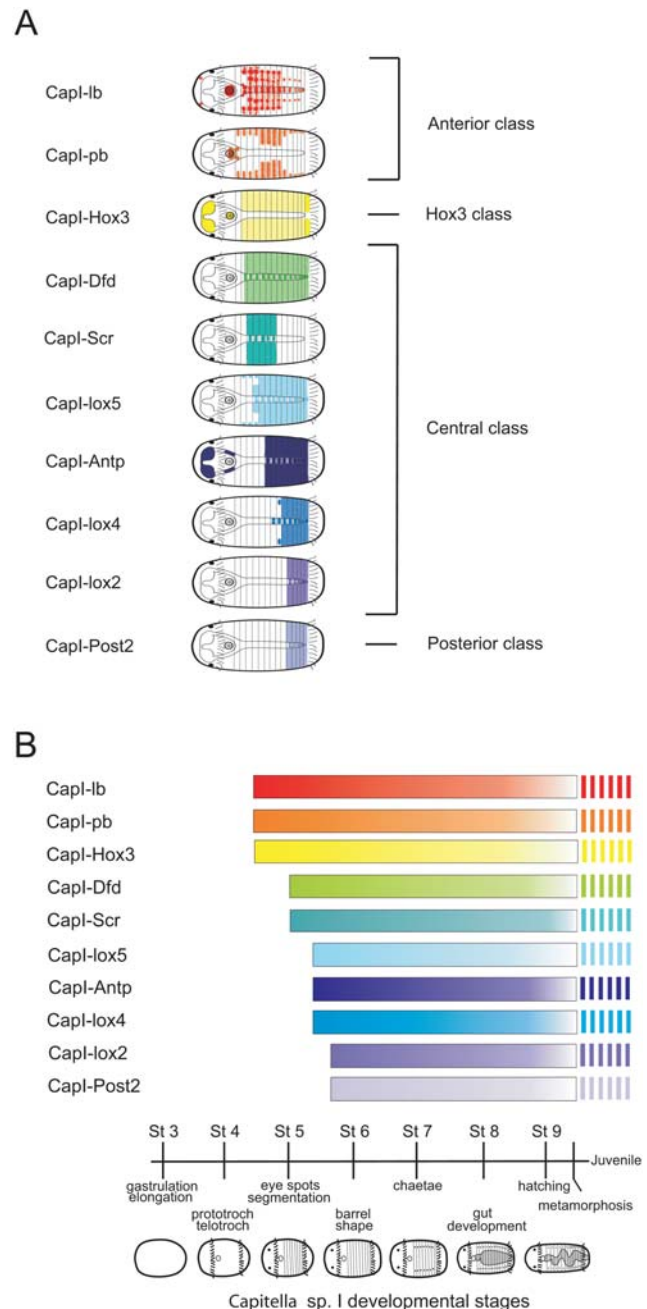 A
CapI-lb
CapI-pb
Anterior class
CapI-Hox3
Hox3 class
CapI-Dfd
CapI-Scr
CapI-lox5
Central class
CapI-Antp
CapI-lox4
CapI-lox2
CapI-Post2
Posterior class
B
CapI-lb
CapI-pb
CapI-Hox3
CapI-Dfd
CapI-Scr
CapI-lox5
CapI-Antp
CapI-lox4
CapI-lox2
CapI-Post2
St 3 St 4 St 5 St 6 St 7 St 8 St 9
Juvenile
gastrulation
elongation
prototroch
telotroch
eye spots
segmentation
barrel
shape
chaetae
gut
development
hatching
metamorphosis
Capitella sp. I developmental stages